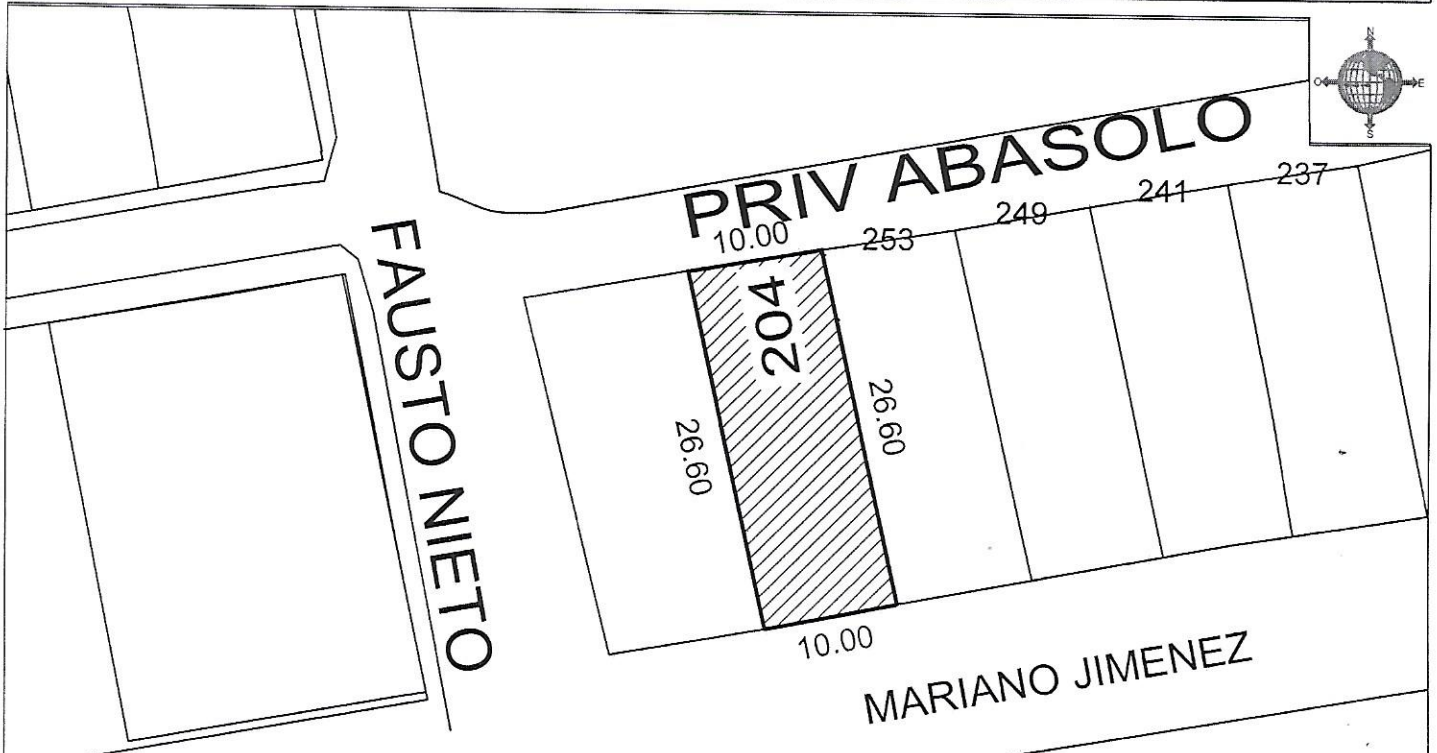 N
O
E
S
PRIV ABASOLO
237
241
249
253
10.00
204
FAUSTO NIETO
26.60
26.60
10.00
MARIANO JIMENEZ